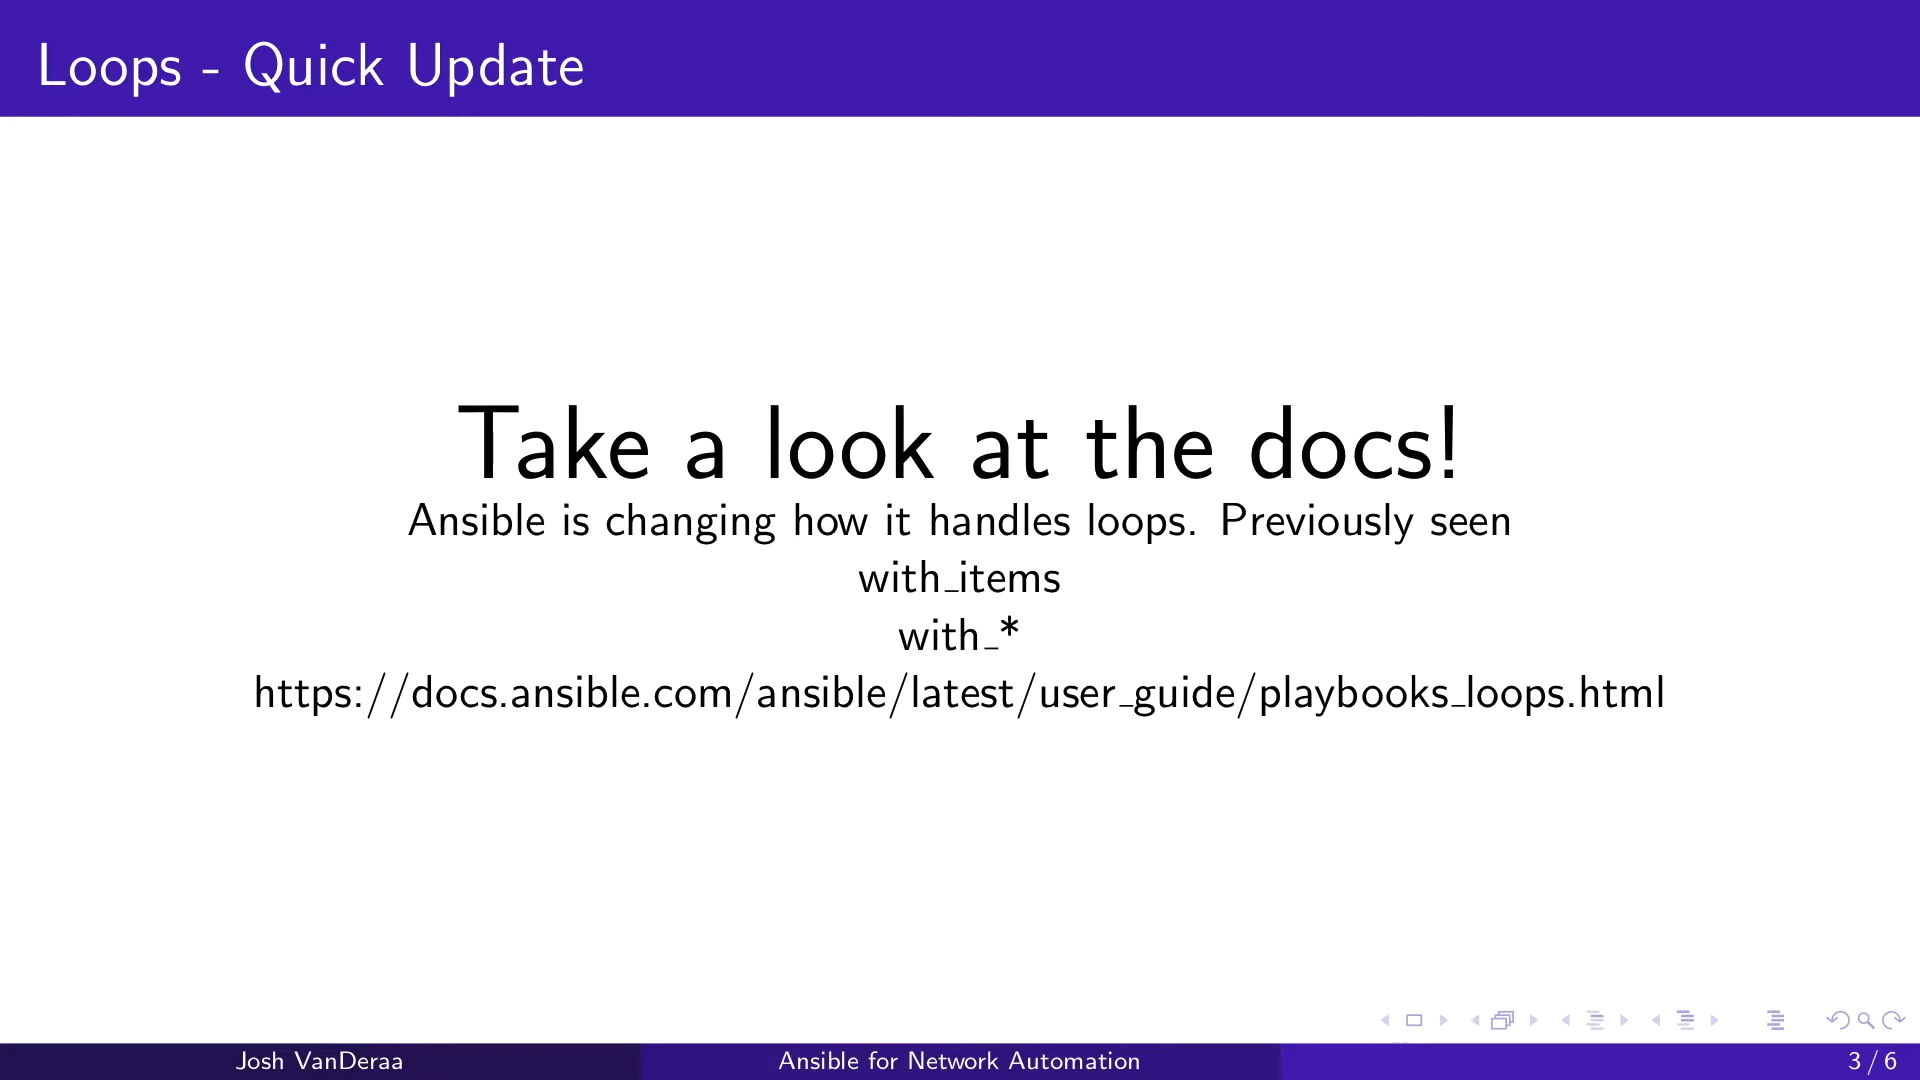 Loops - Quick Update
Take a look at the docs!
Ansible is changing how it handles loops. Previously seen
with_items
with_*
https://docs.ansible.com/ansible/latest/user_guide/playbooks_loops.html
Josh VanDeraa
Ansible for Network Automation
3 / 6